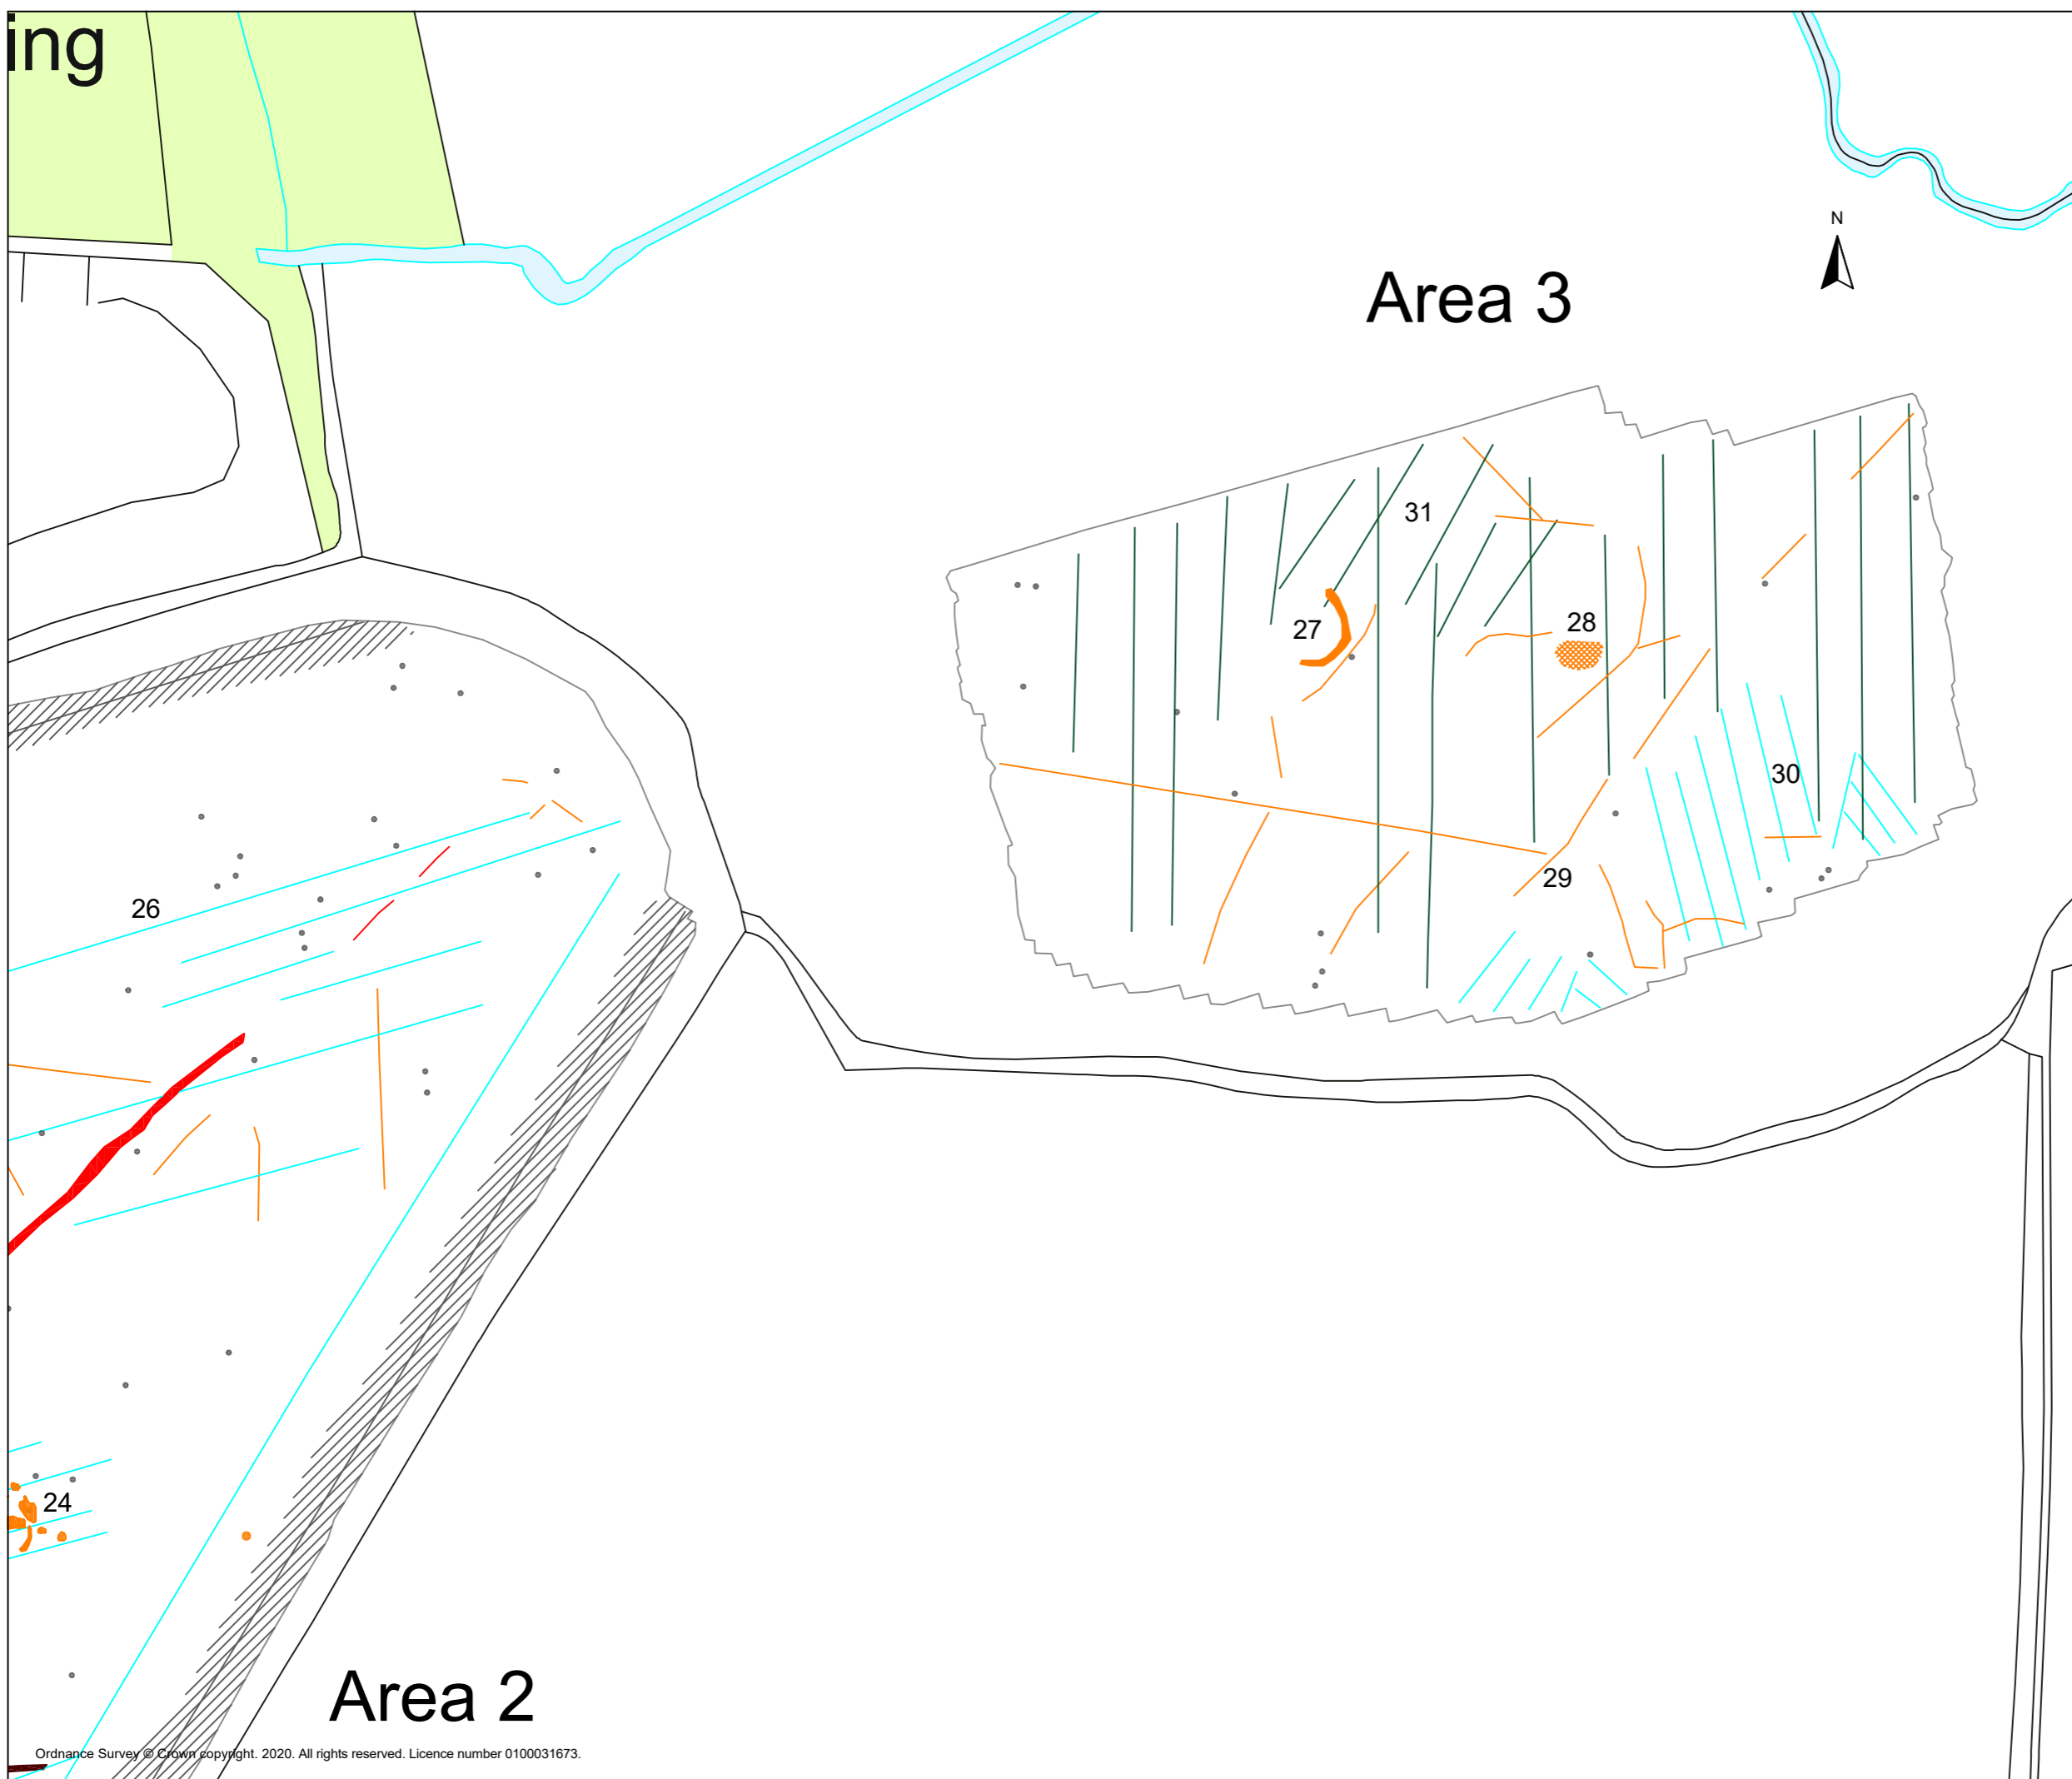 ing
N
Area 3
31
27
28
30
29
26
24
Area 2
Ordnance Survey © Crown copyright. 2020. All rights reserved. Licence number 0100031673.